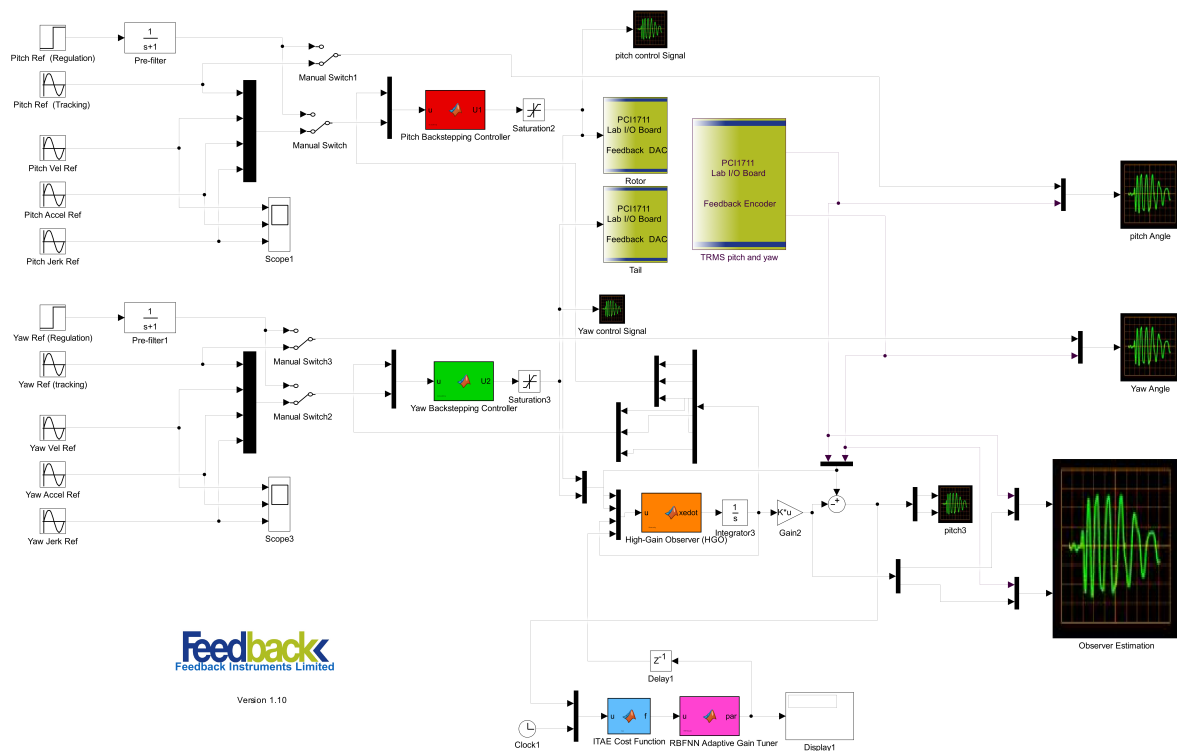 Pitch Ref (Regulation)
1
s+1
Pre-filter
Manual Switch1
Pitch Ref (Tracking)
Manual Switch
Pitch Vel Ref
Pitch Accel Ref
Pitch Jerk Ref
Scope1
u
U1
Pitch Backstepping Controller
Saturation2
pitch control Signal
PCI1711
Lab I/O Board
Feedback DAC
Rotor
PCI1711
Lab I/O Board
Feedback DAC
Tail
PCI1711
Lab I/O Board
Feedback Encoder
TRMS pitch and yaw
pitch Angle
Yaw Ref (Regulation)
1
s+1
Pre-filter1
Manual Switch3
Yaw Ref (tracking)
Manual Switch2
Yaw Vel Ref
Yaw Accel Ref
Yaw Jerk Ref
Scope3
u
U2
Yaw Backstepping Controller
Saturation3
Yaw control Signal
Yaw Angle
u
xedot
High-Gain Observer (HGO)
1
s
Integrator3
K*u
Gain2
pitch3
Observer Estimation
Feedback
Feedback Instruments Limited
Version 1.10
Z-1
Delay1
Clock1
u
f
ITAE Cost Function
u
par
RBFNN Adaptive Gain Tuner
Display1